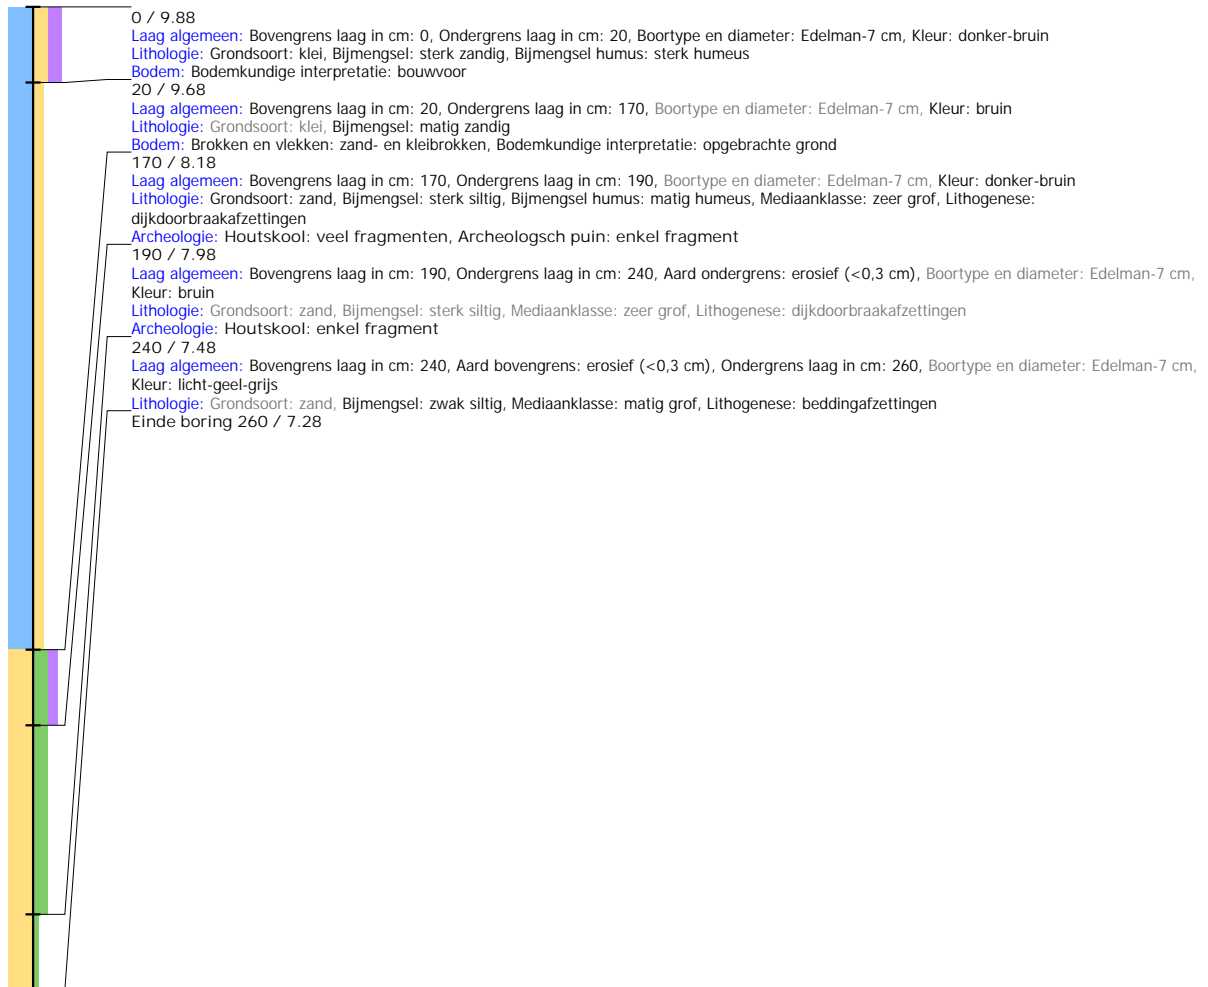 0 / 9.88
Laag algemeen: Bovengrens laag in cm: 0, Ondergrens laag in cm: 20, Boortype en diameter: Edelman-7 cm, Kleur: donker-bruin
Lithologie: Grondsoort: klei, Bijmengsel: sterk zandig, Bijmengsel humus: sterk humeus
Bodem: Bodemkundige interpretatie: bouwvoor
20 / 9.68
Laag algemeen: Bovengrens laag in cm: 20, Ondergrens laag in cm: 170, Boortype en diameter: Edelman-7 cm, Kleur: bruin
Lithologie: Grondsoort: klei, Bijmengsel: matig zandig
Bodem: Brokken en vlekken: zand- en kleibrokken, Bodemkundige interpretatie: opgebrachte grond
170 / 8.18
Laag algemeen: Bovengrens laag in cm: 170, Ondergrens laag in cm: 190, Boortype en diameter: Edelman-7 cm, Kleur: donker-bruin
Lithologie: Grondsoort: zand, Bijmengsel: sterk siltig, Bijmengsel humus: matig humeus, Mediaanklasse: zeer grof, Lithogenese:
dijkdoorbraakafzettingen
Archeologie: Houtskool: veel fragmenten, Archeologsch puin: enkel fragment
190 / 7.98
Laag algemeen: Bovengrens laag in cm: 190, Ondergrens laag in cm: 240, Aard ondergrens: erosief (<0,3 cm), Boortype en diameter: Edelman-7 cm,
Kleur: bruin
Lithologie: Grondsoort: zand, Bijmengsel: sterk siltig, Mediaanklasse: zeer grof, Lithogenese: dijkdoorbraakafzettingen
Archeologie: Houtskool: enkel fragment
240 / 7.48
Laag algemeen: Bovengrens laag in cm: 240, Aard bovengrens: erosief (<0,3 cm), Ondergrens laag in cm: 260, Boortype en diameter: Edelman-7 cm,
Kleur: licht-geel-grijs
Lithologie: Grondsoort: zand, Bijmengsel: zwak siltig, Mediaanklasse: matig grof, Lithogenese: beddingafzettingen
Einde boring 260 / 7.28